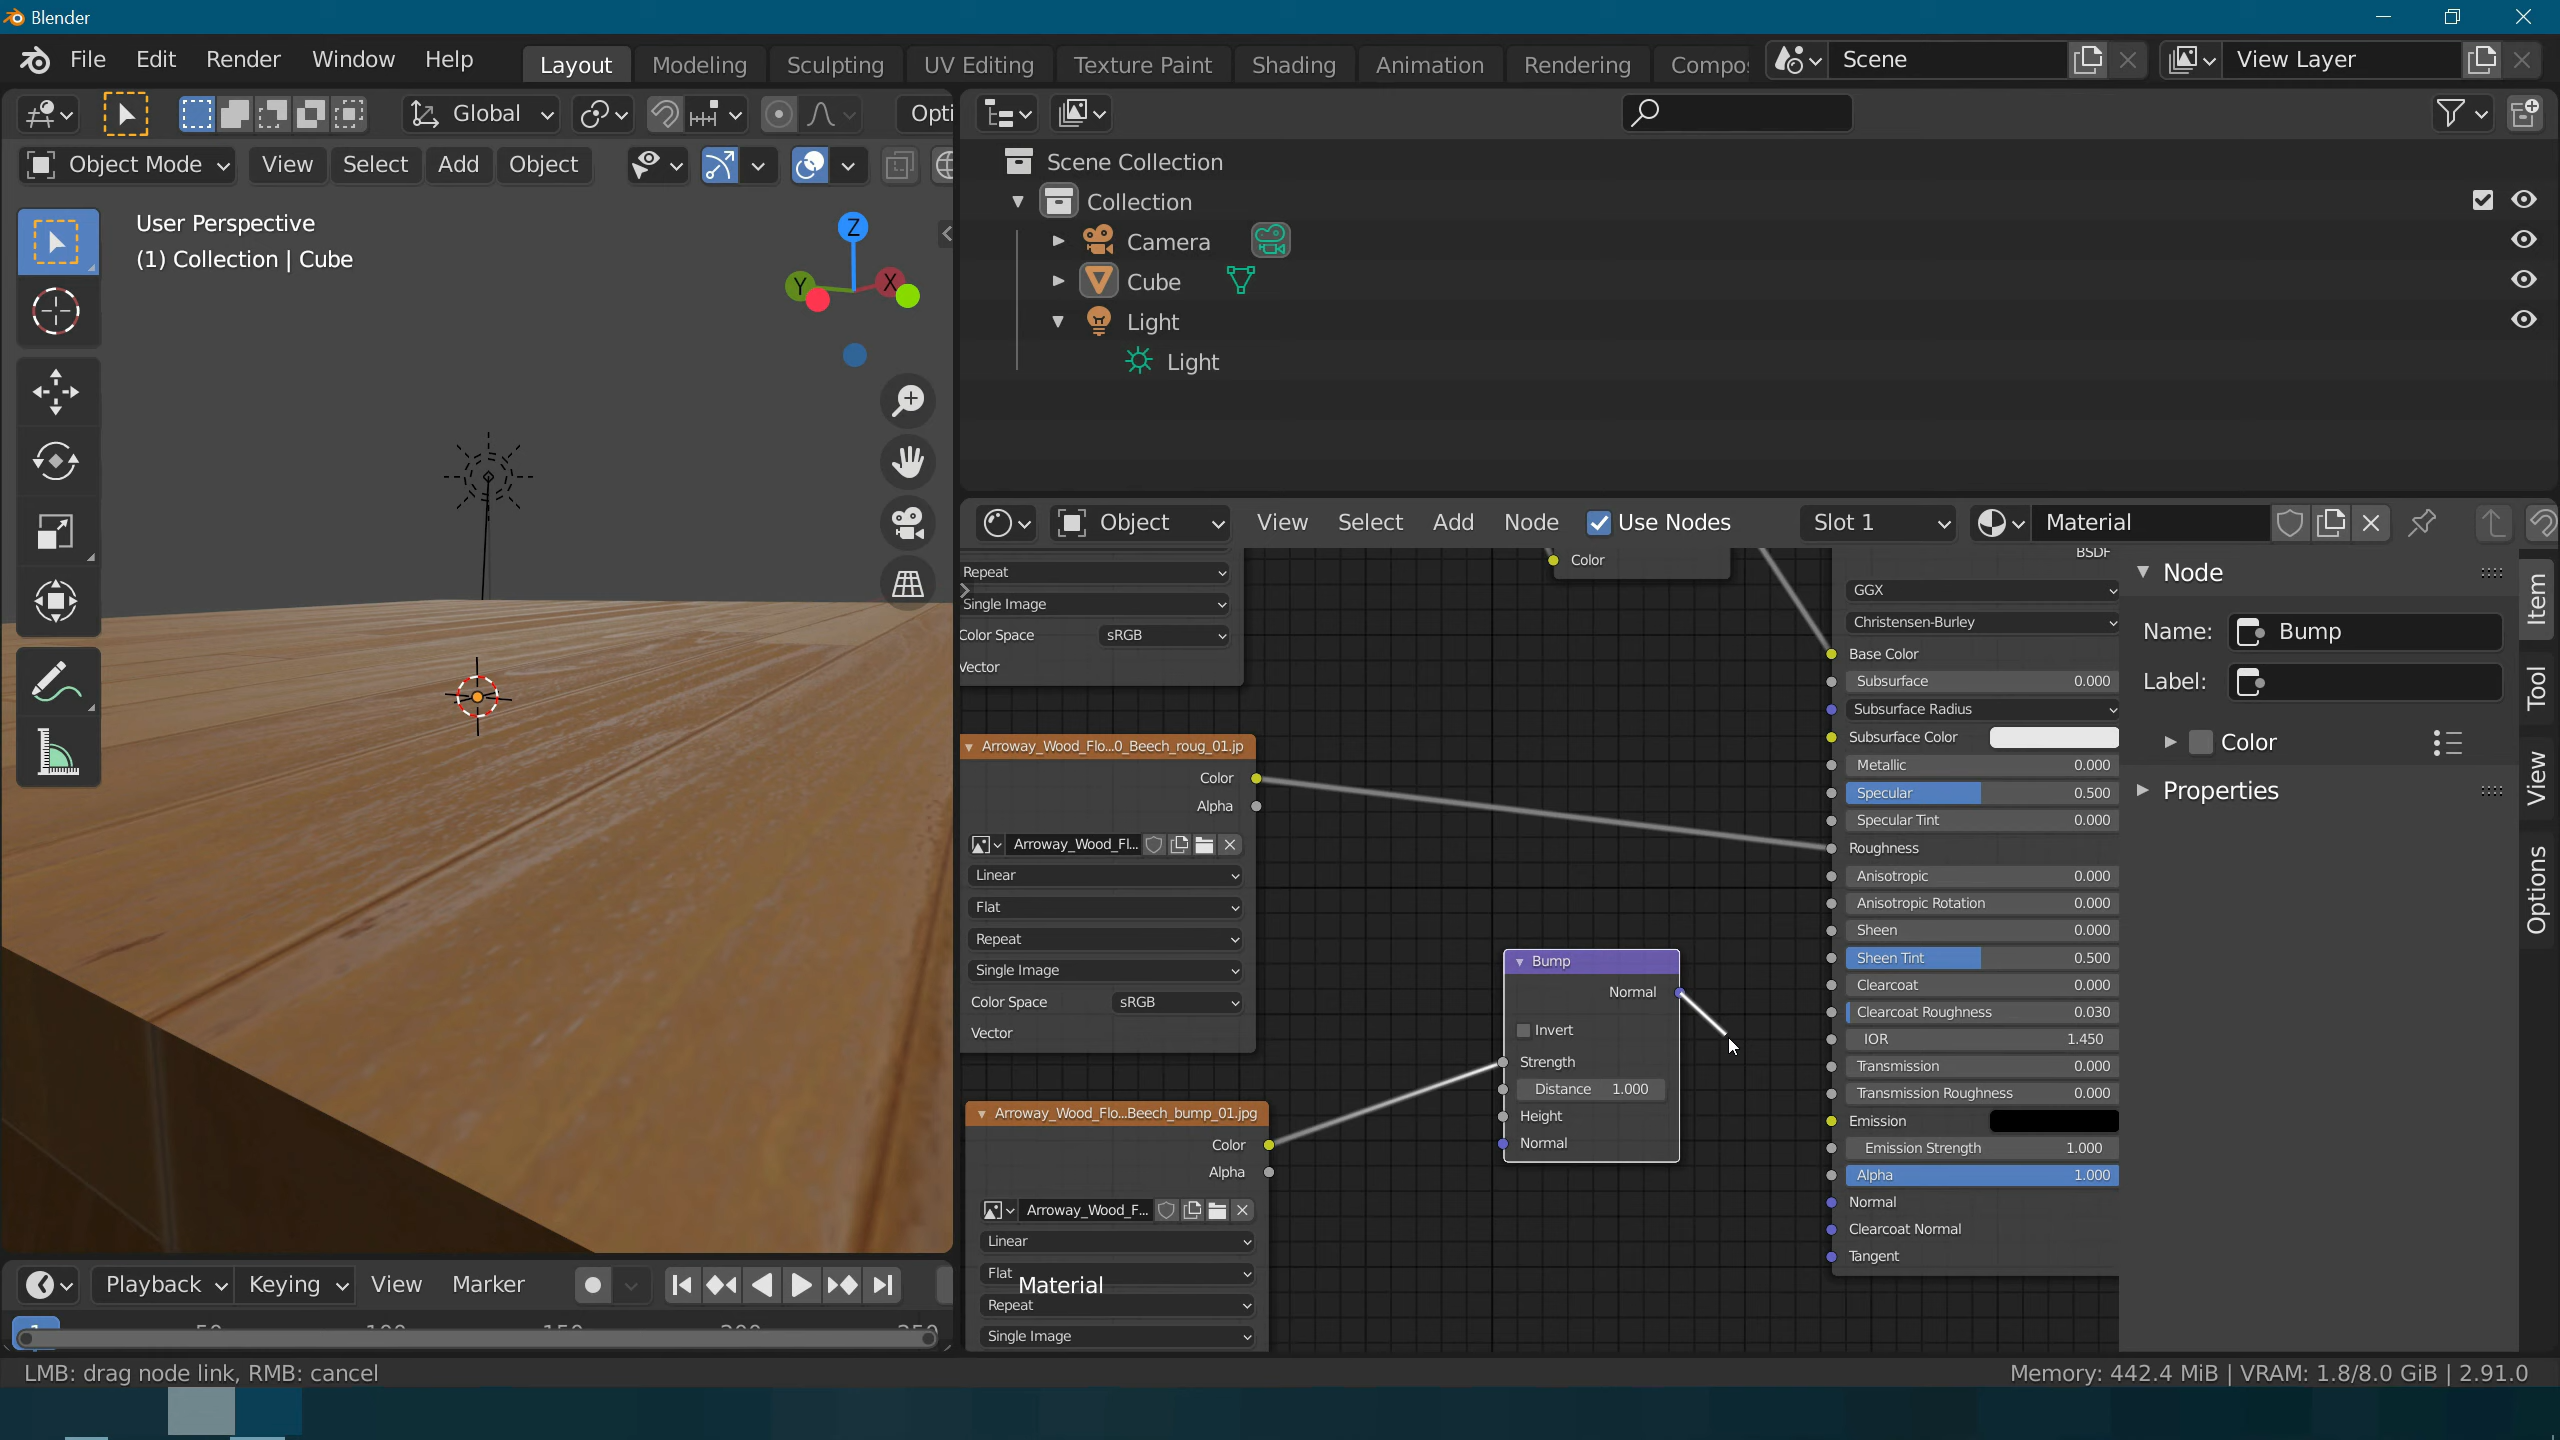 Blender
File Edit Render Window Help
Layout Modeling Sculpting UV Editing Texture Paint Shading Animation Rendering Compos
Scene
View Layer
Global
Opti
Object Mode View Select Add Object
User Perspective
(1) Collection | Cube
Z
Y
X
Scene Collection
Collection
Camera
Cube
Light
Light
Object View Select Add Node Use Nodes Slot 1 Material
Repeat
Single Image
Color Space sRGB
Vector
Color
Arroway_Wood_Flo...0_Beech_roug_01.jp
Color
Alpha
Arroway_Wood_Fl...
Linear
Flat
Repeat
Single Image
Color Space sRGB
Vector
Arroway_Wood_Flo...Beech_bump_01.jpg
Color
Alpha
Arroway_Wood_F...
Linear
Flat
Material
Repeat
Single Image
Bump
Normal
Invert
Strength
Distance 1.000
Height
Normal
BSDF
GGX
Christensen-Burley
Base Color
Subsurface 0.000
Subsurface Radius
Subsurface Color
Metallic 0.000
Specular 0.500
Specular Tint 0.000
Roughness
Anisotropic 0.000
Anisotropic Rotation 0.000
Sheen 0.000
Sheen Tint 0.500
Clearcoat 0.000
Clearcoat Roughness 0.030
IOR 1.450
Transmission 0.000
Transmission Roughness 0.000
Emission
Emission Strength 1.000
Alpha 1.000
Normal
Clearcoat Normal
Tangent
Node
Name: Bump
Label:
Color
Properties
Item
Tool
View
Options
Playback Keying View Marker
1 50 100 150 200 250
LMB: drag node link, RMB: cancel
Memory: 442.4 MiB | VRAM: 1.8/8.0 GiB | 2.91.0